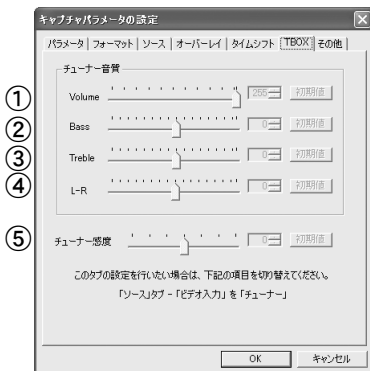 キャプチャパラメータの設定
パラメータ フォーマット ソース オーバーレイ タイムシフト TBOX その他
チューナー音質
① Volume 255 初期値
② Bass 0 初期値
③ Treble 0 初期値
④ L-R 0 初期値
⑤ チューナー感度 0 初期値
このタブの設定を行いたい場合は、下記の項目を切り替えてください。
「ソース」タブ - 「ビデオ入力」 を 「チューナー」
OK キャンセル